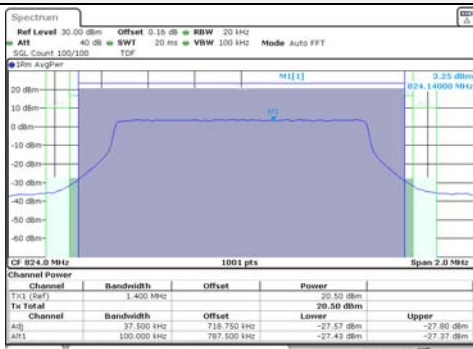 Spectrum
Ref Level 30.00 dBm Offset 0.16 dB RBW 20 kHz
Att 40 dB SWT 20 ms VBW 100 kHz Mode Auto FFT
SGL Count 100/100 TDF
1Rm AvgPwr
M1[1] 3.25 dBm
824.14000 MHz
20 dBm
10 dBm
M1
0 dBm
-10 dBm
-20 dBm
-30 dBm
-40 dBm
-50 dBm
-60 dBm
CF 824.0 MHz 1001 pts Span 2.0 MHz
Channel Power
Channel Bandwidth Offset Power
TX1 (Ref) 1.400 MHz 20.50 dBm
Tx Total 20.50 dBm
Channel Bandwidth Offset Lower Upper
Adj 37.500 kHz 718.750 kHz -27.57 dBm -27.80 dBm
Alt1 100.000 kHz 787.500 kHz -27.43 dBm -27.37 dBm